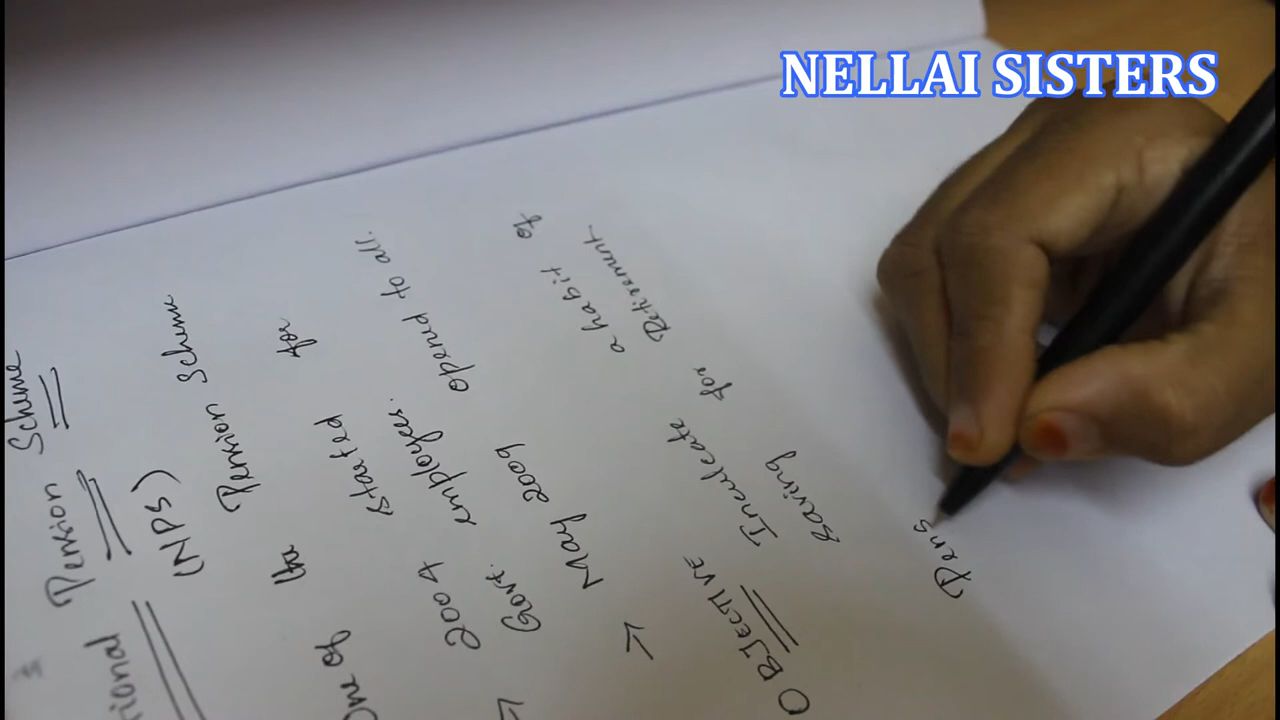 NELLAI SISTERS
tional Pension Scheme
(NPS)
One of the Pension Scheme
→ 2004 started for
Govt. employees.
→ May 2009 opened to all.
OBJECTIVE
Inculcate a habit of
saving for Retirement.
Pens